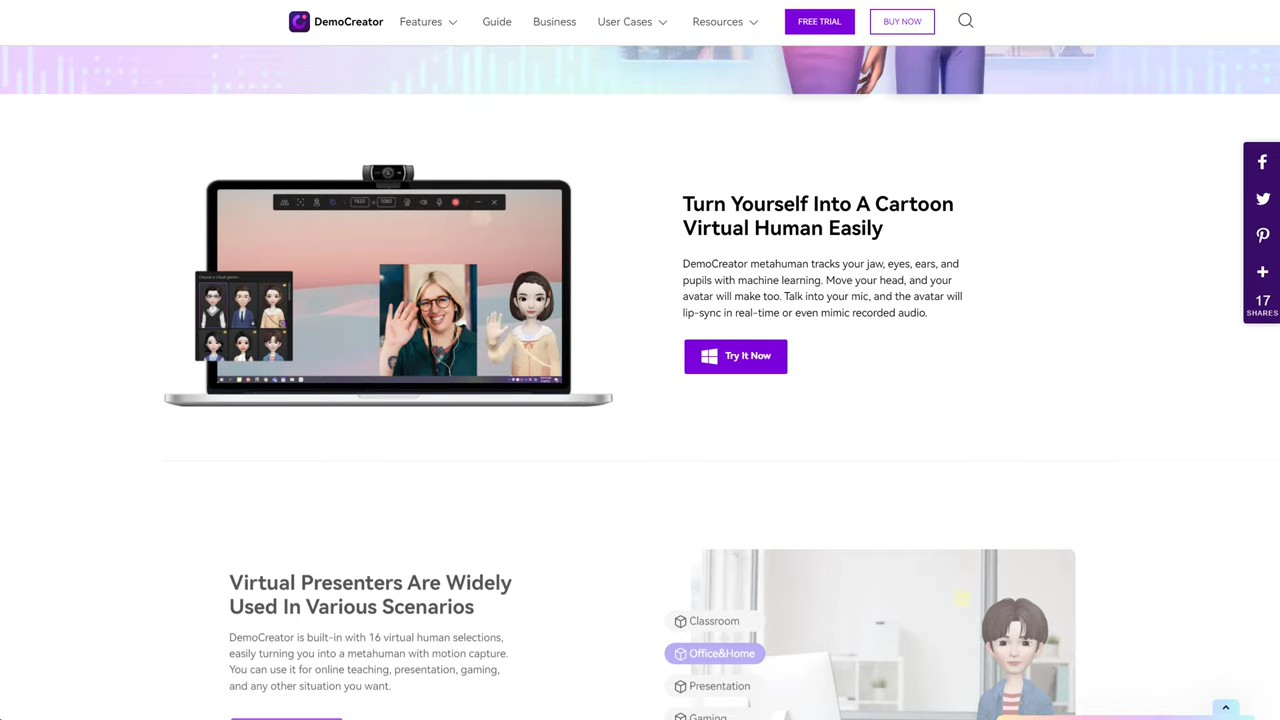 DemoCreator
Features
Guide
Business
User Cases
Resources
FREE TRIAL
BUY NOW
1920 x 1080
Choose a virtual person
Turn Yourself Into A Cartoon
Virtual Human Easily
DemoCreator metahuman tracks your jaw, eyes, ears, and
pupils with machine learning. Move your head, and your
avatar will make too. Talk into your mic, and the avatar will
lip-sync in real-time or even mimic recorded audio.
Try It Now
17
SHARES
Virtual Presenters Are Widely
Used In Various Scenarios
DemoCreator is built-in with 16 virtual human selections,
easily turning you into a metahuman with motion capture.
You can use it for online teaching, presentation, gaming,
and any other situation you want.
Classroom
Office&Home
Presentation
Gaming